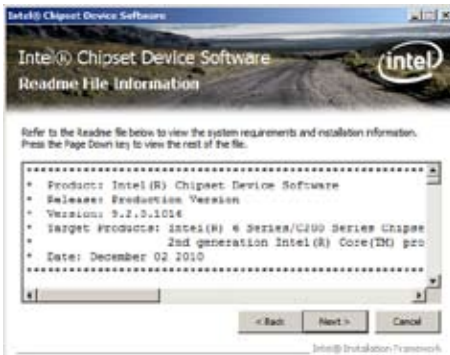 Intel® Chipset Device Software
Intel® Chipset Device Software
Readme File Information
intel
Refer to the Readme file below to view the system requirements and installation information.
Press the Page Down key to view the rest of the file.
******************************************************
* Product: Intel(R) Chipset Device Software
* Release: Production Version
* Version: 9.2.0.1016
* Target Products: Intel(R) 6 Series/C200 Series Chipse
* 2nd generation Intel(R) Core(TM) pro
* Date: December 02 2010
******************************************************
< Back
Next >
Cancel
Intel® Installation Framework